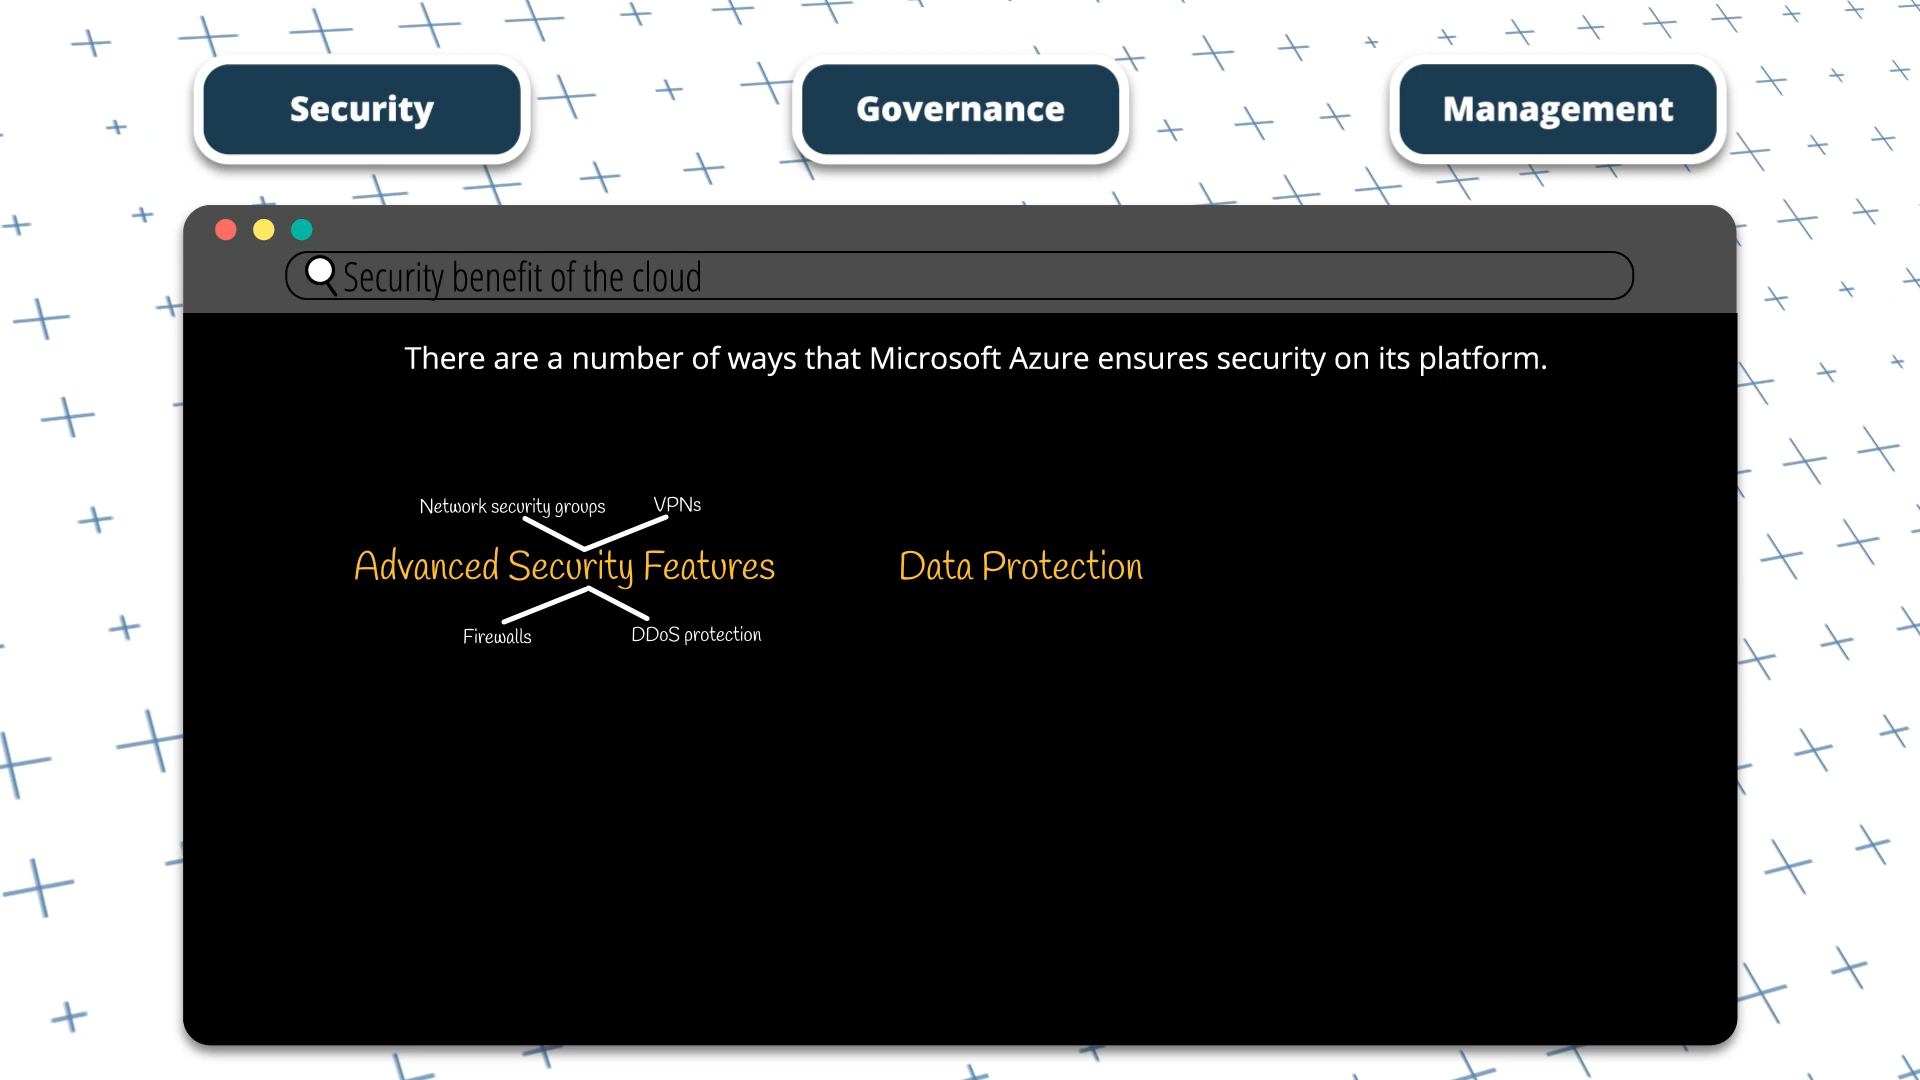 Security
Governance
Management
Security benefit of the cloud
There are a number of ways that Microsoft Azure ensures security on its platform.
Network security groups
VPNs
Advanced Security Features
Data Protection
Firewalls
DDoS protection